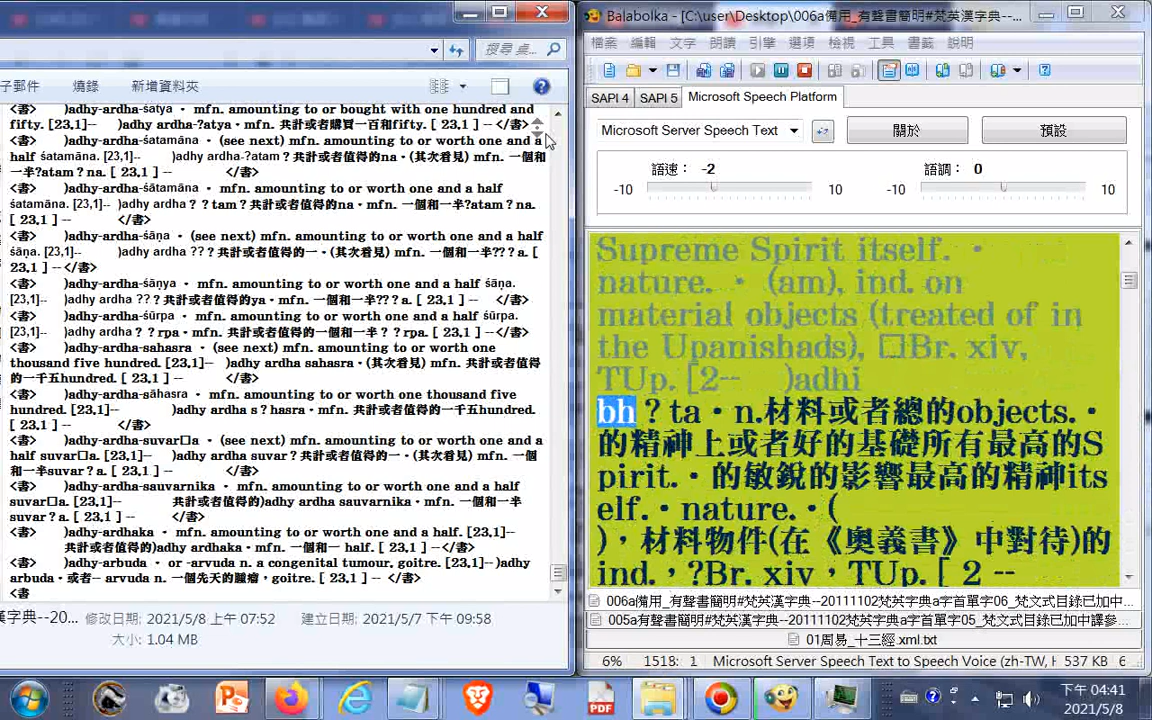 搜尋 桌...
子郵件 燒錄 新增資料夾
<書> )adhy-ardha-śatya · mfn. amounting to or bought with one hundred and
fifty. [23,1]-- )adhy ardha-?atya · mfn. 共計或者購買一百和fifty. [ 23,1 ] -- </書>
<書> )adhy-ardha-śatamāna · (see next) mfn. amounting to or worth one and a
half śatamāna. [23,1]-- )adhy ardha-?atam ? 共計或者值得的na · (其次看見) mfn. 一個和
一半?atam ? na. [ 23,1 ] -- </書>
<書> )adhy-ardha-śātamāna · mfn. amounting to or worth one and a half
śatamāna. [23,1]-- )adhy ardha ? ? tam ? 共計或者值得的na · mfn. 一個和一半?atam ? na.
[ 23,1 ] -- </書>
<書> )adhy-ardha-śāṇa · (see next) mfn. amounting to or worth one and a half
śāṇa. [23,1]-- )adhy ardha ?? ? 共計或者值得的一 · (其次看見) mfn. 一個和一半?? ? a. [
23,1 ] -- </書>
<書> )adhy-ardha-śāṇya · mfn. amounting to or worth one and a half śāṇa.
[23,1]-- )adhy ardha ?? ? 共計或者值得的ya · mfn. 一個和一半?? ? a. [ 23,1 ] -- </書>
<書> )adhy-ardha-śūrpa · mfn. amounting to or worth one and a half śūrpa.
[23,1]-- )adhy ardha ? ? rpa · mfn. 共計或者值得的一個和一半 ? ? rpa. [ 23,1 ] -- </書>
<書> )adhy-ardha-sahasra · (see next) mfn. amounting to or worth one
thousand five hundred. [23,1]-- )adhy ardha sahasra · (其次看見) mfn. 共計或者值得
的一千五hundred. [ 23,1 ] -- </書>
<書> )adhy-ardha-sāhasra · mfn. amounting to or worth one thousand five
hundred. [23,1]-- )adhy ardha s ? hasra · mfn. 共計或者值得的一千五hundred.
[ 23,1 ] -- </書>
<書> )adhy-ardha-suvar□a · (see next) mfn. amounting to or worth one and a
half suvar□a. [23,1]-- )adhy ardha suvar ? 共計或者值得的一 · (其次看見) mfn. 一個
和一半suvar ? a. [ 23,1 ] -- </書>
<書> )adhy-ardha-sauvarnika · mfn. amounting to or worth one and a half
suvar□a. [23,1]-- 共計或者值得的)adhy ardha sauvarnika · mfn. 一個和一半
suvar ? a. [ 23,1 ] -- </書>
<書> )adhy-ardhaka · mfn. amounting to or worth one and a half. [23,1]--
共計或者值得的)adhy ardhaka · mfn. 一個和一 half. [ 23,1 ] -- </書>
<書> )adhy-arbuda · or -arvuda n. a congenital tumour, goitre. [23,1]--)adhy
arbuda · 或者-- arvuda n. 一個先天的腫瘤,goitre. [ 23,1 ] -- </書>
<書
漢字典--20... 修改日期: 2021/5/8 上午 07:52 建立日期: 2021/5/7 下午 09:58
大小: 1.04 MB
Balabolka - [C:\user\Desktop\006a備用_有聲書簡明#梵英漢字典--...
檔案 編輯 文字 朗讀 引擎 選項 檢視 工具 書籤 說明
SAPI 4 SAPI 5 Microsoft Speech Platform
Microsoft Server Speech Text 關於 預設
語速: -2 語調: 0
-10 10 -10 10
Supreme Spirit itself. ·
nature. · (am), ind. on
material objects (treated of in
the Upanishads), □Br. xiv,
TUp. [2-- )adhi
bh ? ta · n.材料或者總的objects. ·
的精神上或者好的基礎所有最高的S
pirit. · 的敏銳的影響最高的精神its
elf. · nature. · (
),材料物件(在《奧義書》中對待)的
ind. ,?Br. xiv,TUp. [ 2 --
006a備用_有聲書簡明#梵英漢字典--20111102梵英字典a字首單字06_梵文式目錄已加中...
005a有聲書簡明#梵英漢字典--20111102梵英字典a字首單字05_梵文式目錄已加中譯參...
01周易_十三經.xml.txt
6% 1518: 1 Microsoft Server Speech Text to Speech Voice (zh-TW, H 537 KB 6
PDF
下午 04:41
2021/5/8